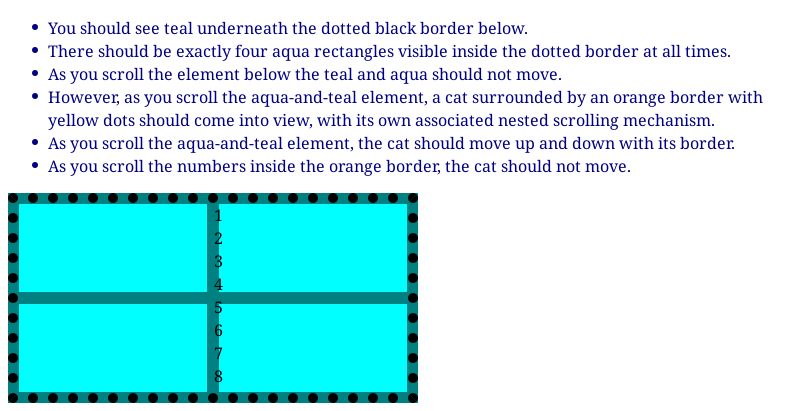 You should see teal underneath the dotted black border below.
There should be exactly four aqua rectangles visible inside the dotted border at all times.
As you scroll the element below the teal and aqua should not move.
However, as you scroll the aqua-and-teal element, a cat surrounded by an orange border with
yellow dots should come into view, with its own associated nested scrolling mechanism.
As you scroll the aqua-and-teal element, the cat should move up and down with its border.
As you scroll the numbers inside the orange border, the cat should not move.
1
2
3
4
5
6
7
8